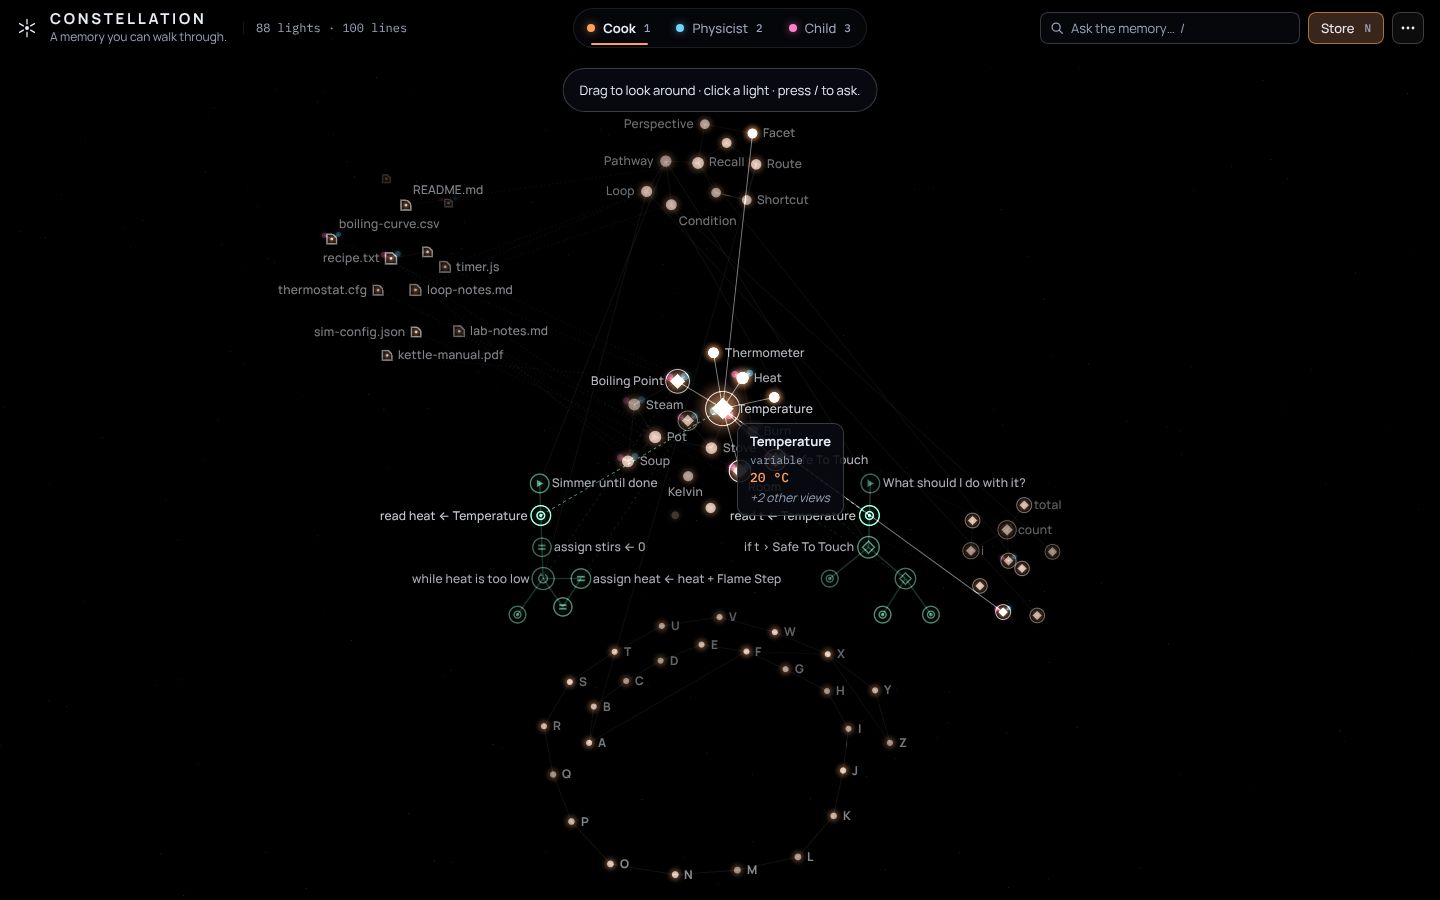 CONSTELLATION
A memory you can walk through.
88 lights · 100 lines
Cook 1
Physicist 2
Child 3
Ask the memory... /
Store N
Drag to look around · click a light · press / to ask.
Perspective
Facet
Pathway
Recall
Route
Loop
Shortcut
Condition
README.md
boiling-curve.csv
recipe.txt
timer.js
thermostat.cfg
loop-notes.md
sim-config.json
lab-notes.md
kettle-manual.pdf
Thermometer
Boiling Point
Heat
Steam
Temperature
Pot
Burn
Soup
Temperature
variable
20 °C
+2 other views
Safe To Touch
Room
Kelvin
Simmer until done
What should I do with it?
total
read heat ← Temperature
read t ← Temperature
count
assign stirs ← 0
if t > Safe To Touch
i
while heat is too low
assign heat ← heat + Flame Step
V
U
W
T
E
F
X
D
G
S
C
H
Y
B
R
I
A
Z
Q
J
P
K
O
L
N
M